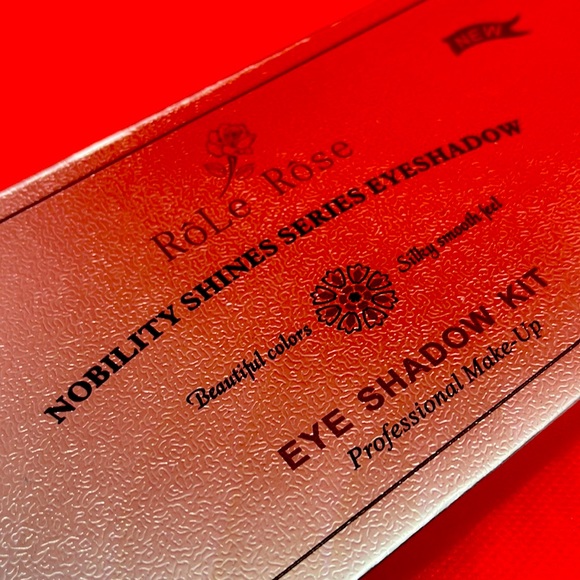 NEW
RôLe Rôse
NOBILITY SHINES SERIES EYESHADOW
Beautiful colors
Silky smooth feel
EYE SHADOW KIT
Professional Make-Up